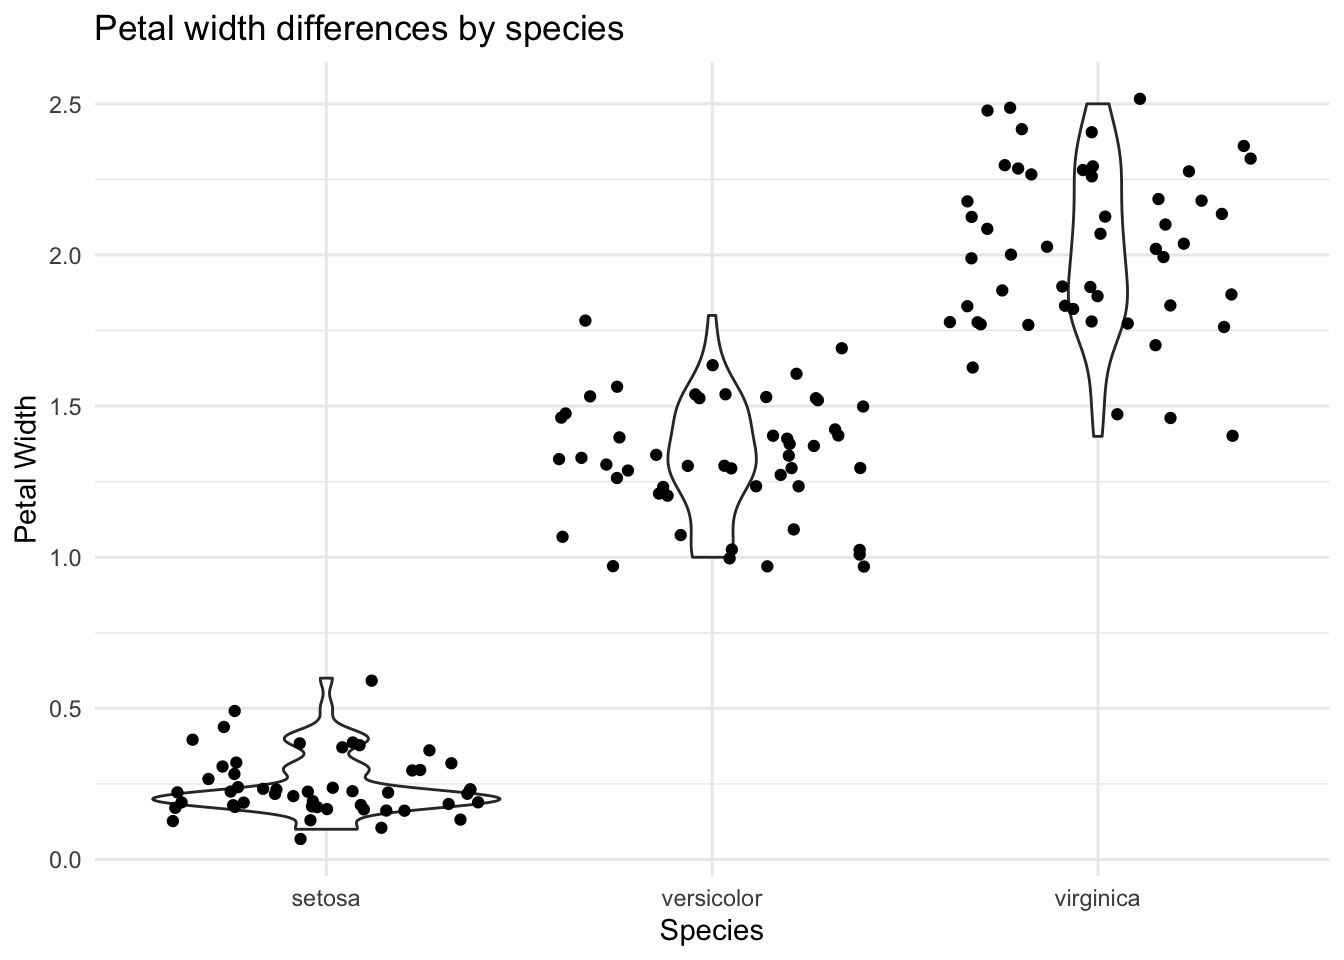 Petal width differences by species
2.5
2.0
1.5
1.0
0.5
0.0
Petal Width
setosa versicolor virginica
Species